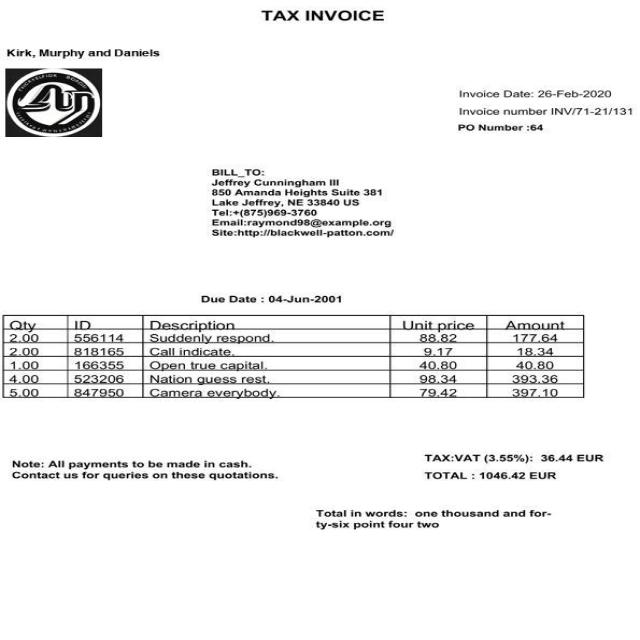 TAX INVOICE
Kirk, Murphy and Daniels
Invoice Date: 26-Feb-2020
Invoice number INV/71-21/131
PO Number :64
BILL_TO:
Jeffrey Cunningham III
850 Amanda Heights Suite 381
Lake Jeffrey, NE 33840 US
Tel:+(875)969-3760
Email:raymond98@example.org
Site:http://blackwell-patton.com/
Due Date : 04-Jun-2001
Qty ID Description Unit price Amount
2.00 556114 Suddenly respond. 88.82 177.64
2.00 818165 Call indicate. 9.17 18.34
1.00 166355 Open true capital. 40.80 40.80
4.00 523206 Nation guess rest. 98.34 393.36
5.00 847950 Camera everybody. 79.42 397.10
TAX:VAT (3.55%): 36.44 EUR
Note: All payments to be made in cash.
Contact us for queries on these quotations.
TOTAL : 1046.42 EUR
Total in words: one thousand and for-
ty-six point four two